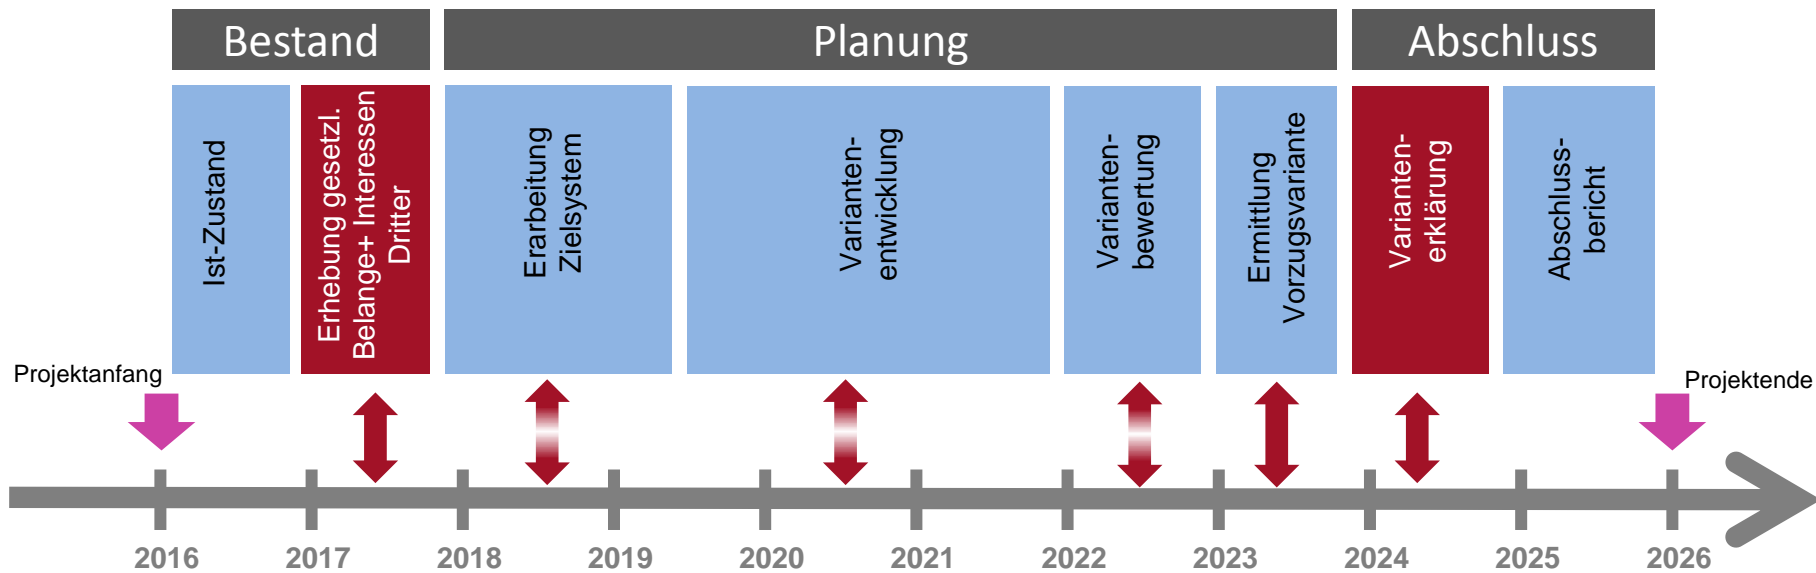 Bestand
Planung
Abschluss
Ist-Zustand
Erhebung gesetzl.
Belange+ Interessen
Dritter
Erarbeitung
Zielsystem
Varianten-
entwicklung
Varianten-
bewertung
Ermittlung
Vorzugsvariante
Varianten-
erklärung
Abschluss-
bericht
Projektanfang
Projektende
2016 2017 2018 2019 2020 2021 2022 2023 2024 2025 2026